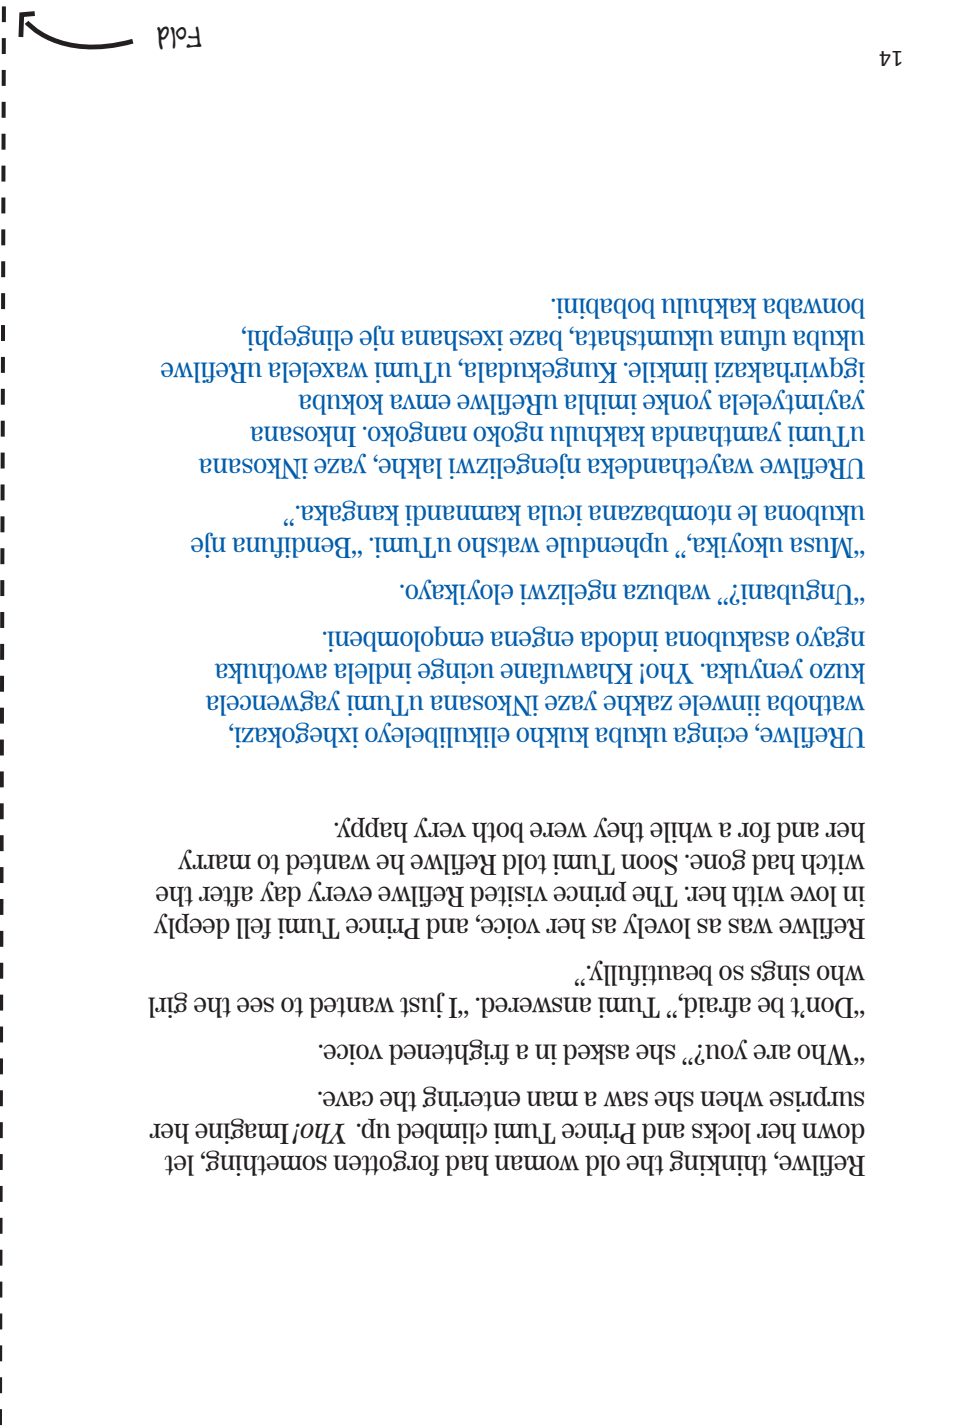 Refilwe, thinking the old woman had forgotten something, let
down her locks and Prince Tumi climbed up. Yho! Imagine her
surprise when she saw a man entering the cave.
“Who are you?” she asked in a frightened voice.
“Don’t be afraid,” Tumi answered. “I just wanted to see the girl
who sings so beautifully.”
Refilwe was as lovely as her voice, and Prince Tumi fell deeply
in love with her. The prince visited Refilwe every day after the
witch had gone. Soon Tumi told Refilwe he wanted to marry
her and for a while they were both very happy.
URefilwe, ecinga ukuba kukho elikulibeleyo ixhegokazi,
wathoba iinwele zakhe yaze iNkosana uTumi yagwencela
kuzo yenyuka. Yho! Khawufane ucinge indlela awothuka
ngayo asakubona indoda engena emqolombeni.
“Ungubani?” wabuza ngelizwi eloyikayo.
“Musa ukoyika,” uphendule watsho uTumi. “Bendifuna nje
ukubona le ntombazana icula kamnandi kangaka.”
URefilwe wayethandeka njengelizwi lakhe, yaze iNkosana
uTumi yamthanda kakhulu ngoko nangoko. Inkosana
yayimtyelela yonke imihla uRefilwe emva kokuba
igqwirhakazi limkile. Kungekudala, uTumi waxelela uRefilwe
ukuba ufuna ukumtshata, baze ixeshana nje elingephi,
bonwaba kakhulu bobabini.
14
Fold